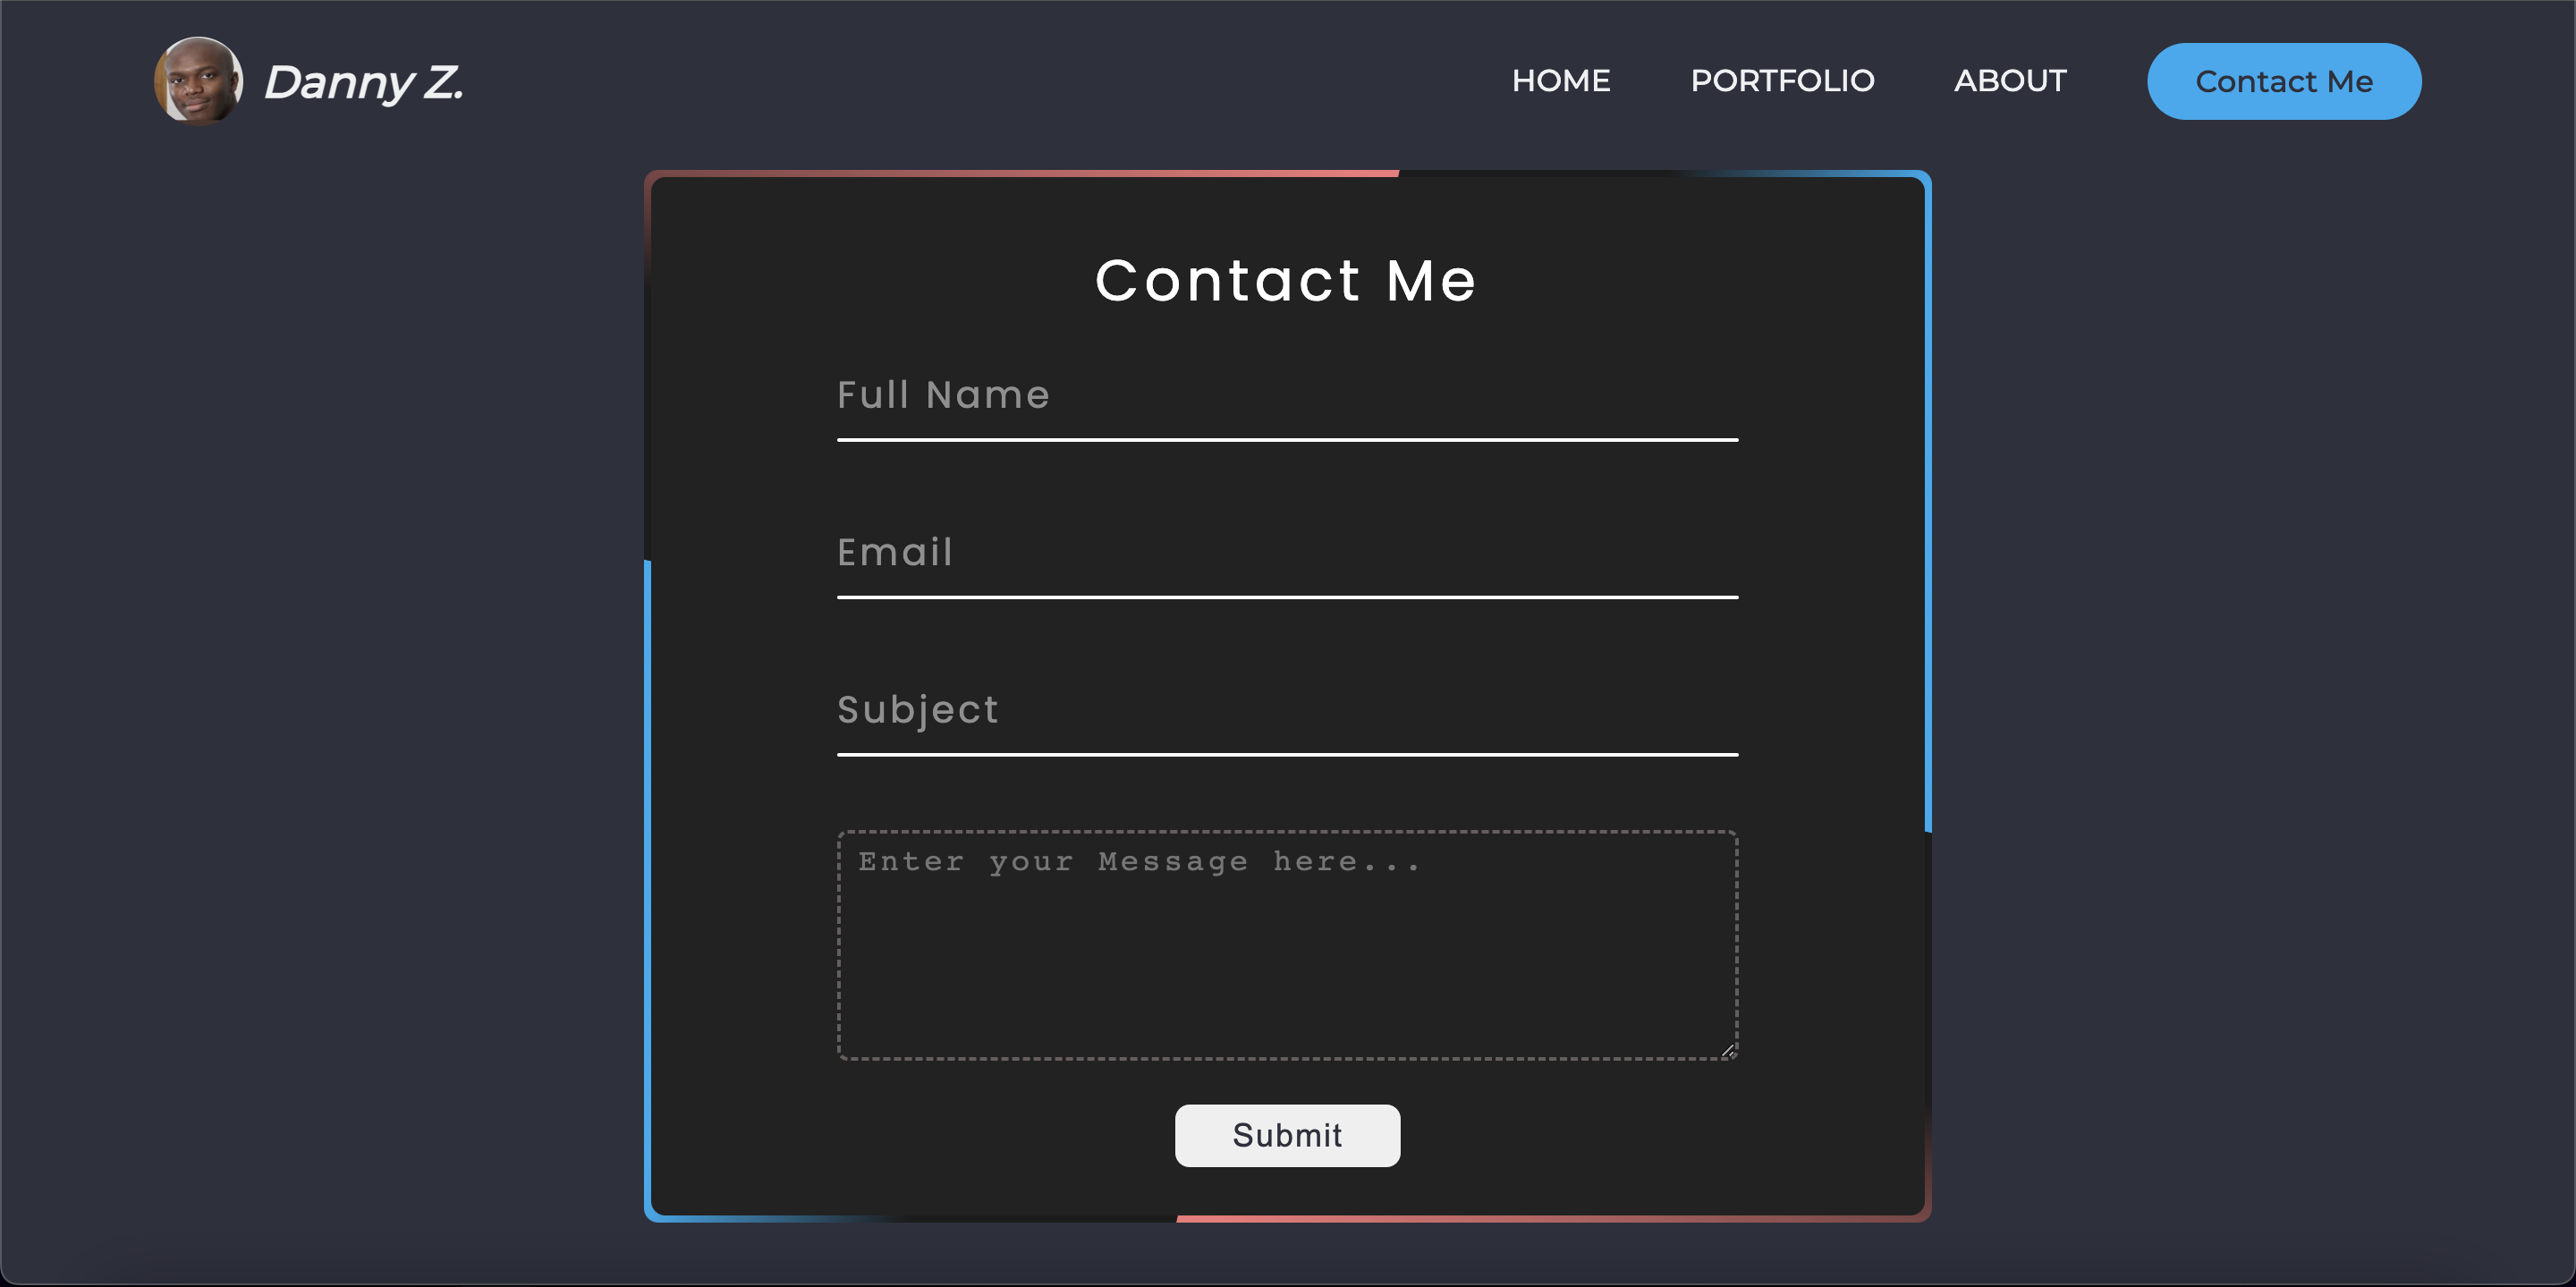 Danny Z.
HOME PORTFOLIO ABOUT Contact Me
Contact Me
Full Name
Email
Subject
Enter your Message here...
Submit